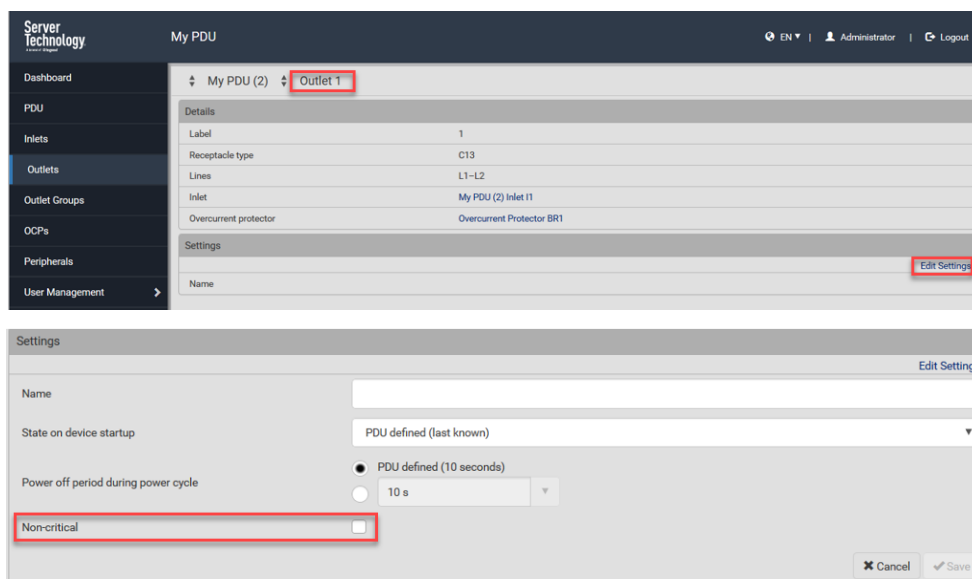 Server
Technology
My PDU
EN | Administrator | Logout
Dashboard
My PDU (2) Outlet 1
PDU
Details
Inlets
Label 1
Receptacle type C13
Outlets
Lines L1–L2
Outlet Groups
Inlet My PDU (2) Inlet I1
Overcurrent protector Overcurrent Protector BR1
OCPs
Settings
Peripherals
Edit Settings
User Management
Name
Settings
Edit Setting
Name
State on device startup PDU defined (last known)
Power off period during power cycle
PDU defined (10 seconds)
10 s
Non-critical
Cancel Save